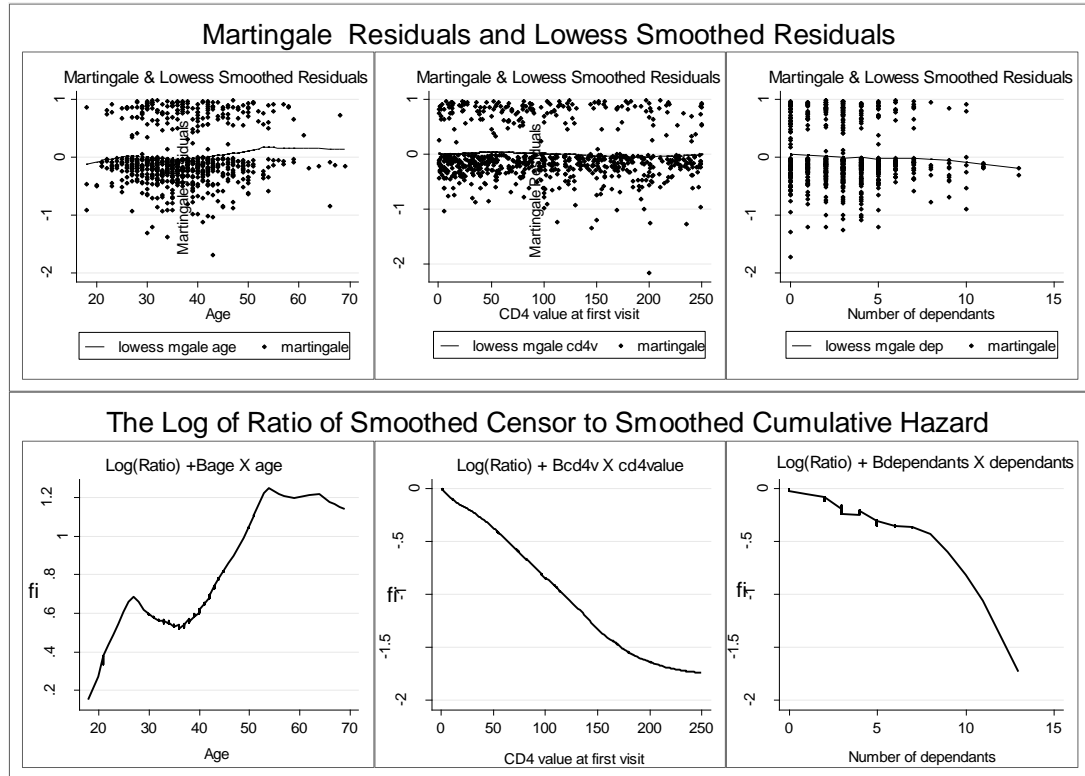 Martingale Residuals and Lowess Smoothed Residuals
Martingale & Lowess Smoothed Residuals
1
0
-1
-2
Martingale Residuals
20 30 40 50 60 70
Age
lowess mgale age martingale
Martingale & Lowess Smoothed Residuals
1
0
-1
-2
Martingale Residuals
0 50 100 150 200 250
CD4 value at first visit
lowess mgale cd4v martingale
Martingale & Lowess Smoothed Residuals
1
0
-1
-2
0 5 10 15
Number of dependants
lowess mgale dep martingale
The Log of Ratio of Smoothed Censor to Smoothed Cumulative Hazard
Log(Ratio) +Bage X age
1.2
1
.8
.6
.4
.2
fi
20 30 40 50 60 70
Age
Log(Ratio) + Bcd4v X cd4value
0
-.5
-1
-1.5
-2
fi
0 50 100 150 200 250
CD4 value at first visit
Log(Ratio) + Bdependants X dependants
0
-.5
-1
-1.5
-2
fi
0 5 10 15
Number of dependants